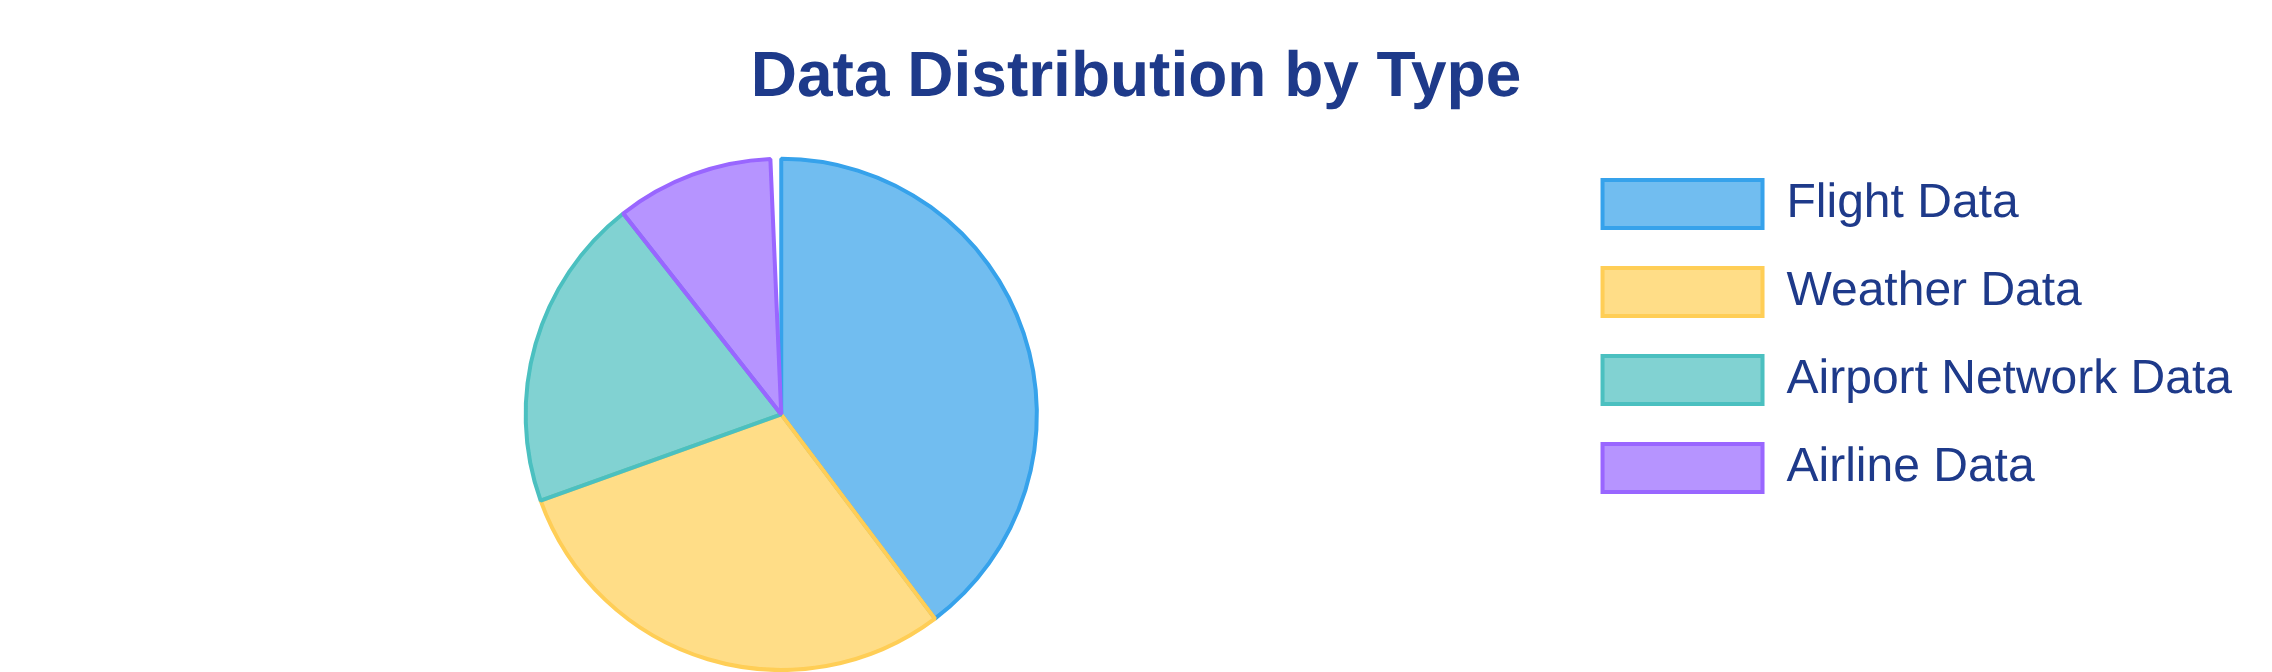 Data Distribution by Type
Flight Data
Weather Data
Airport Network Data
Airline Data